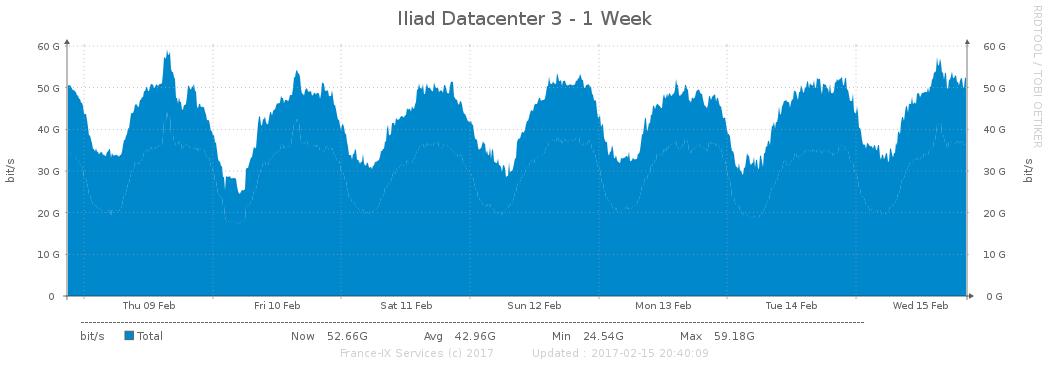 Iliad Datacenter 3 - 1 Week
RRDTOOL / TOBI OETIKER
bit/s
bit/s
60 G 60 G
50 G 50 G
40 G 40 G
30 G 30 G
20 G 20 G
10 G 10 G
0 0 G
Thu 09 Feb Fri 10 Feb Sat 11 Feb Sun 12 Feb Mon 13 Feb Tue 14 Feb Wed 15 Feb
bit/s Total Now 52.66G Avg 42.96G Min 24.54G Max 59.18G
France-IX Services (c) 2017 Updated : 2017-02-15 20:40:09